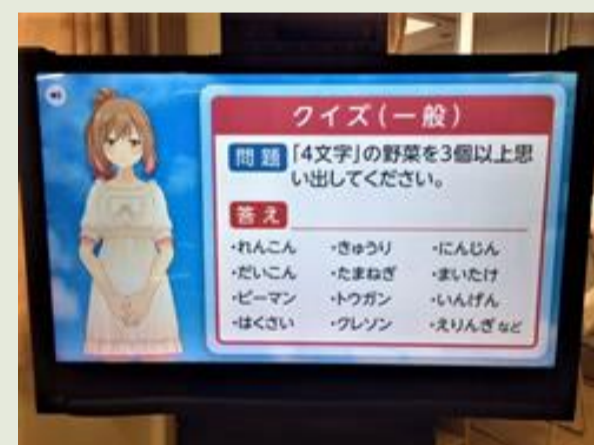 クイズ(一般)
問題 「4文字」の野菜を3個以上思
い出してください。
答え
・れんこん ・きゅうり ・にんじん
・だいこん ・たまねぎ ・まいたけ
・ピーマン ・トウガン ・いんげん
・はくさい ・クレソン ・えりんぎ など